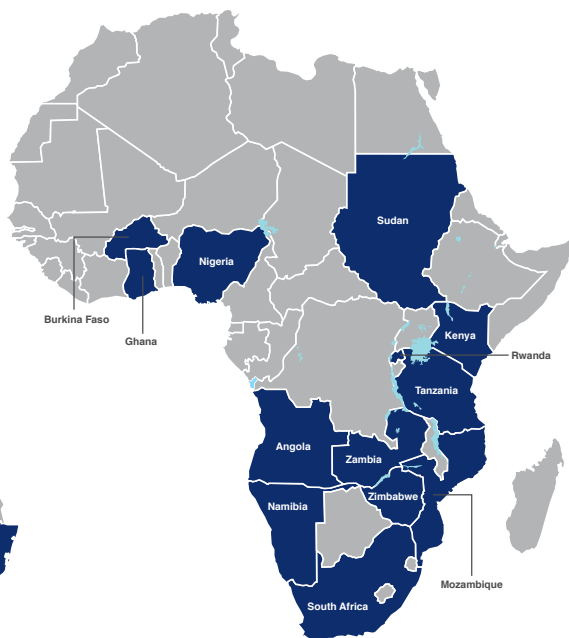 Sudan
Nigeria
Burkina Faso
Ghana
Kenya
Rwanda
Tanzania
Angola
Zambia
Zimbabwe
Namibia
Mozambique
South Africa